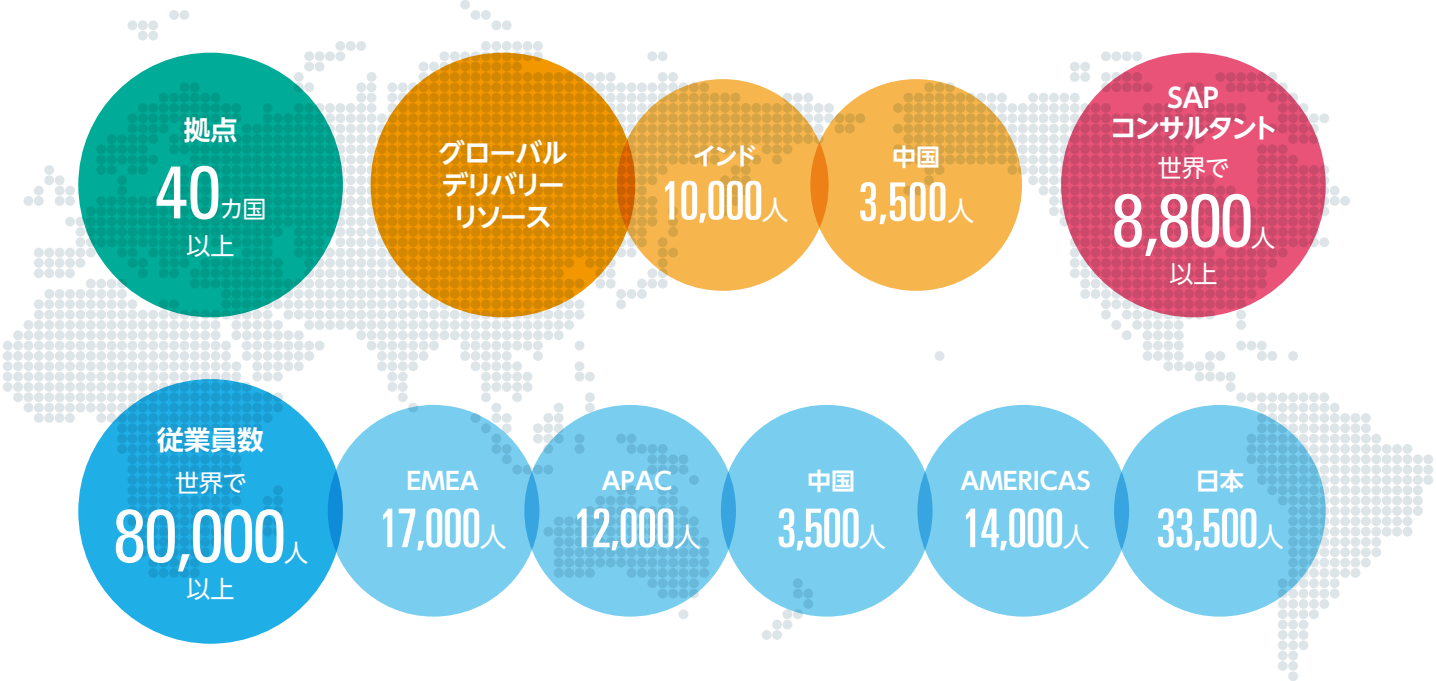 拠点
40カ国
以上
グローバル
デリバリー
リソース
インド
10,000人
中国
3,500人
SAP
コンサルタント
世界で
8,800人
以上
従業員数
世界で
80,000人
以上
EMEA
17,000人
APAC
12,000人
中国
3,500人
AMERICAS
14,000人
日本
33,500人